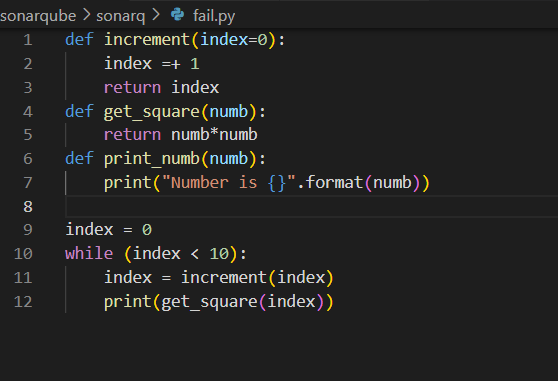 sonarqube > sonarq > fail.py
1 def increment(index=0):
2     index =+ 1
3     return index
4 def get_square(numb):
5     return numb*numb
6 def print_numb(numb):
7     print("Number is {}".format(numb))
8
9 index = 0
10 while (index < 10):
11     index = increment(index)
12     print(get_square(index))